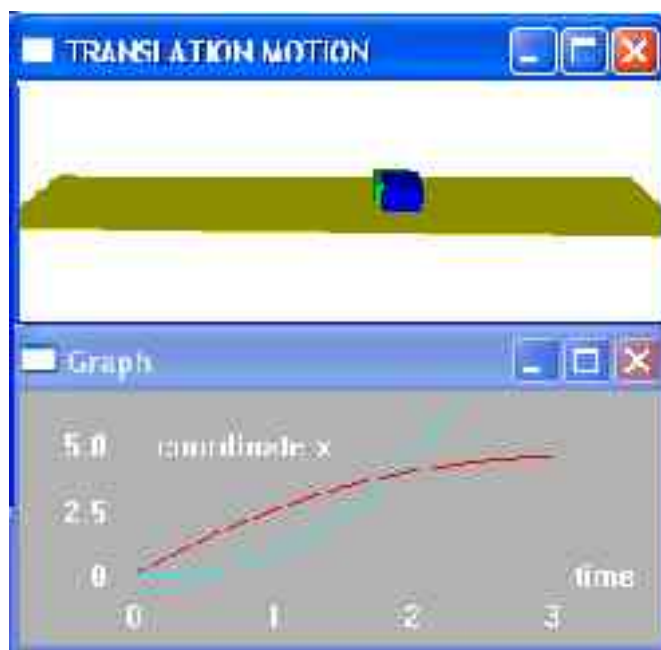 TRANSLATION MOTION
Graph
5.0 coordinate x
2.5
0 time
0 1 2 3